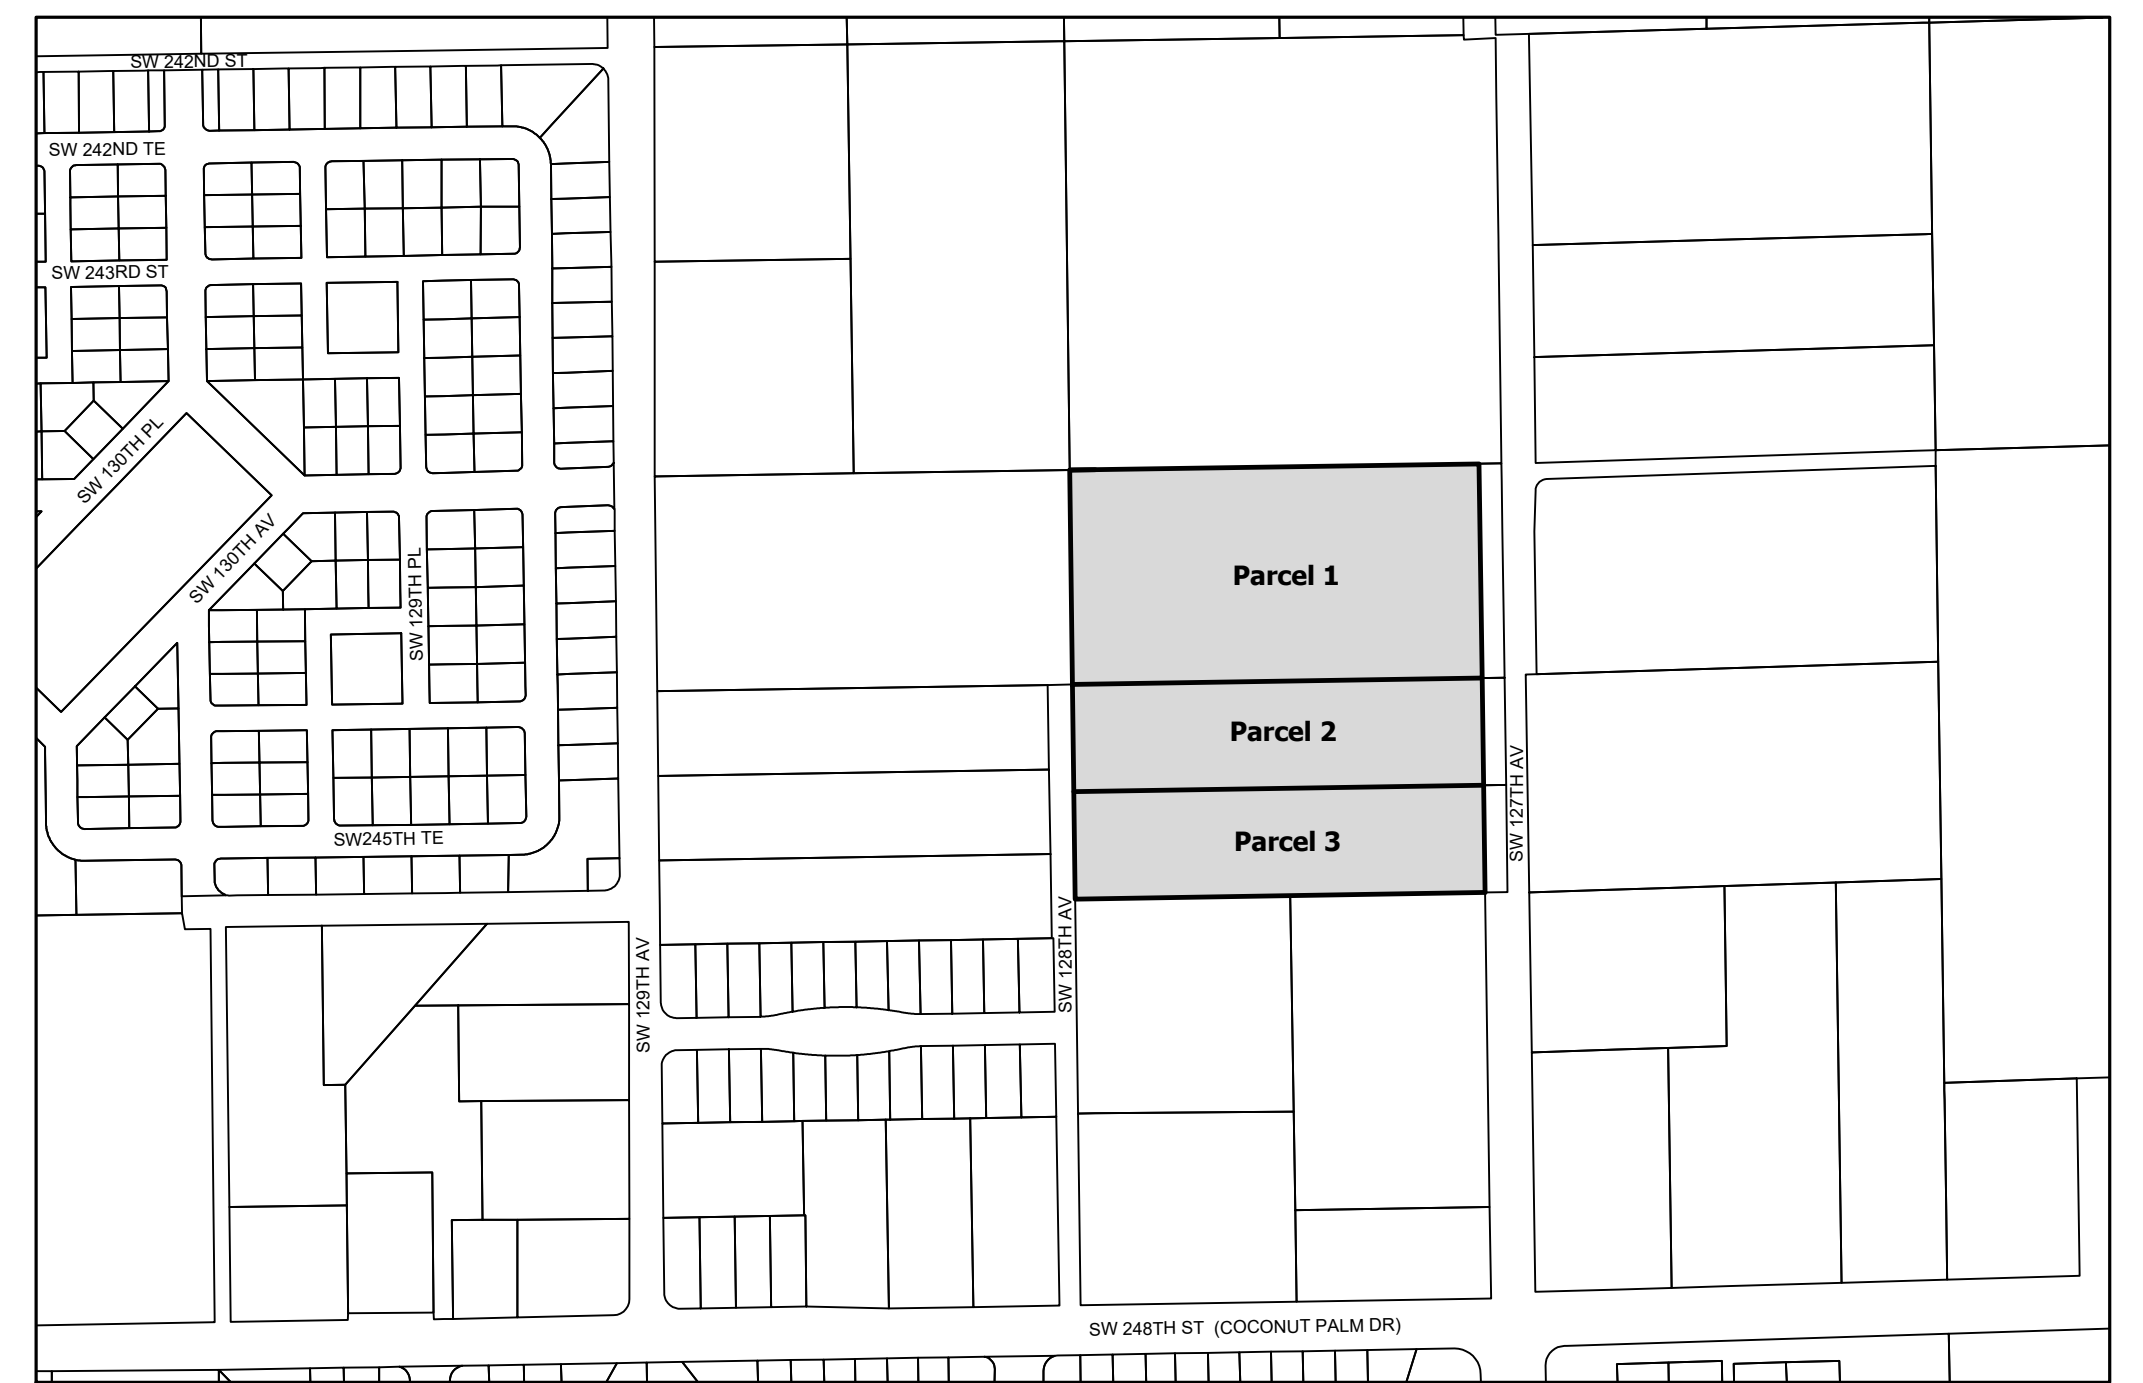 SW 242ND ST
SW 242ND TE
SW 243RD ST
SW 130TH PL
SW 130TH AV
SW 129TH PL
Parcel 1
Parcel 2
SW 127TH AV
Parcel 3
SW245TH TE
SW 129TH AV
SW 128TH AV
SW 248TH ST (COCONUT PALM DR)